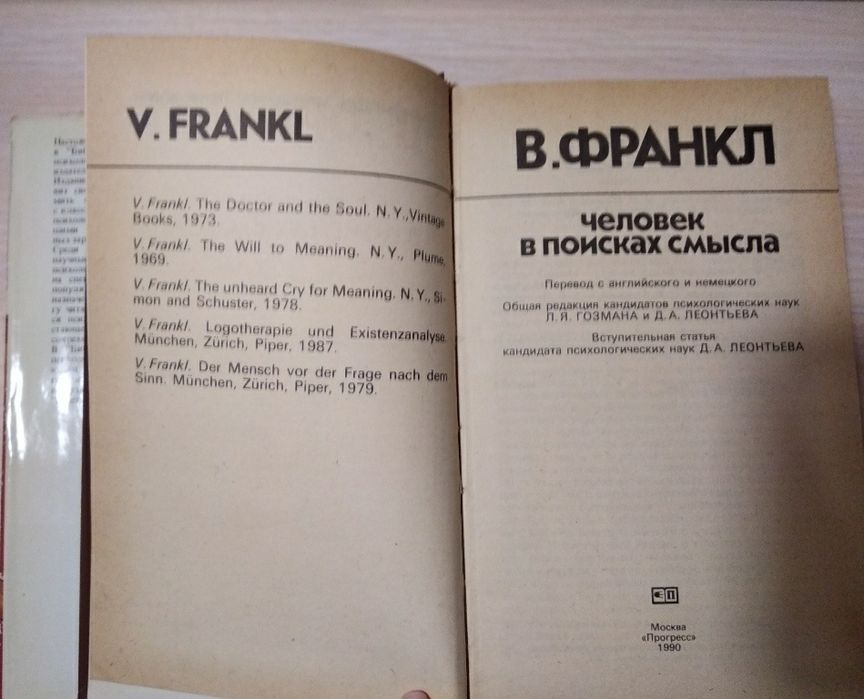 V. FRANKL
V. Frankl. The Doctor and the Soul. N.Y., Vintage
Books, 1973.
V. Frankl. The Will to Meaning. N.Y., Plume,
1969.
V. Frankl. The unheard Cry for Meaning. N.Y., Si-
mon and Schuster, 1978.
V. Frankl. Logotherapie und Existenzanalyse.
München, Zürich, Piper, 1987.
V. Frankl. Der Mensch vor der Frage nach dem
Sinn. München, Zürich, Piper, 1979.
В. ФРАНКЛ
человек
в поисках смысла
Перевод с английского и немецкого
Общая редакция кандидатов психологических наук
Л.Я. ГОЗМАНА и Д.А. ЛЕОНТЬЕВА
Вступительная статья
кандидата психологических наук Д.А. ЛЕОНТЬЕВА
Москва
«Прогресс»
1990